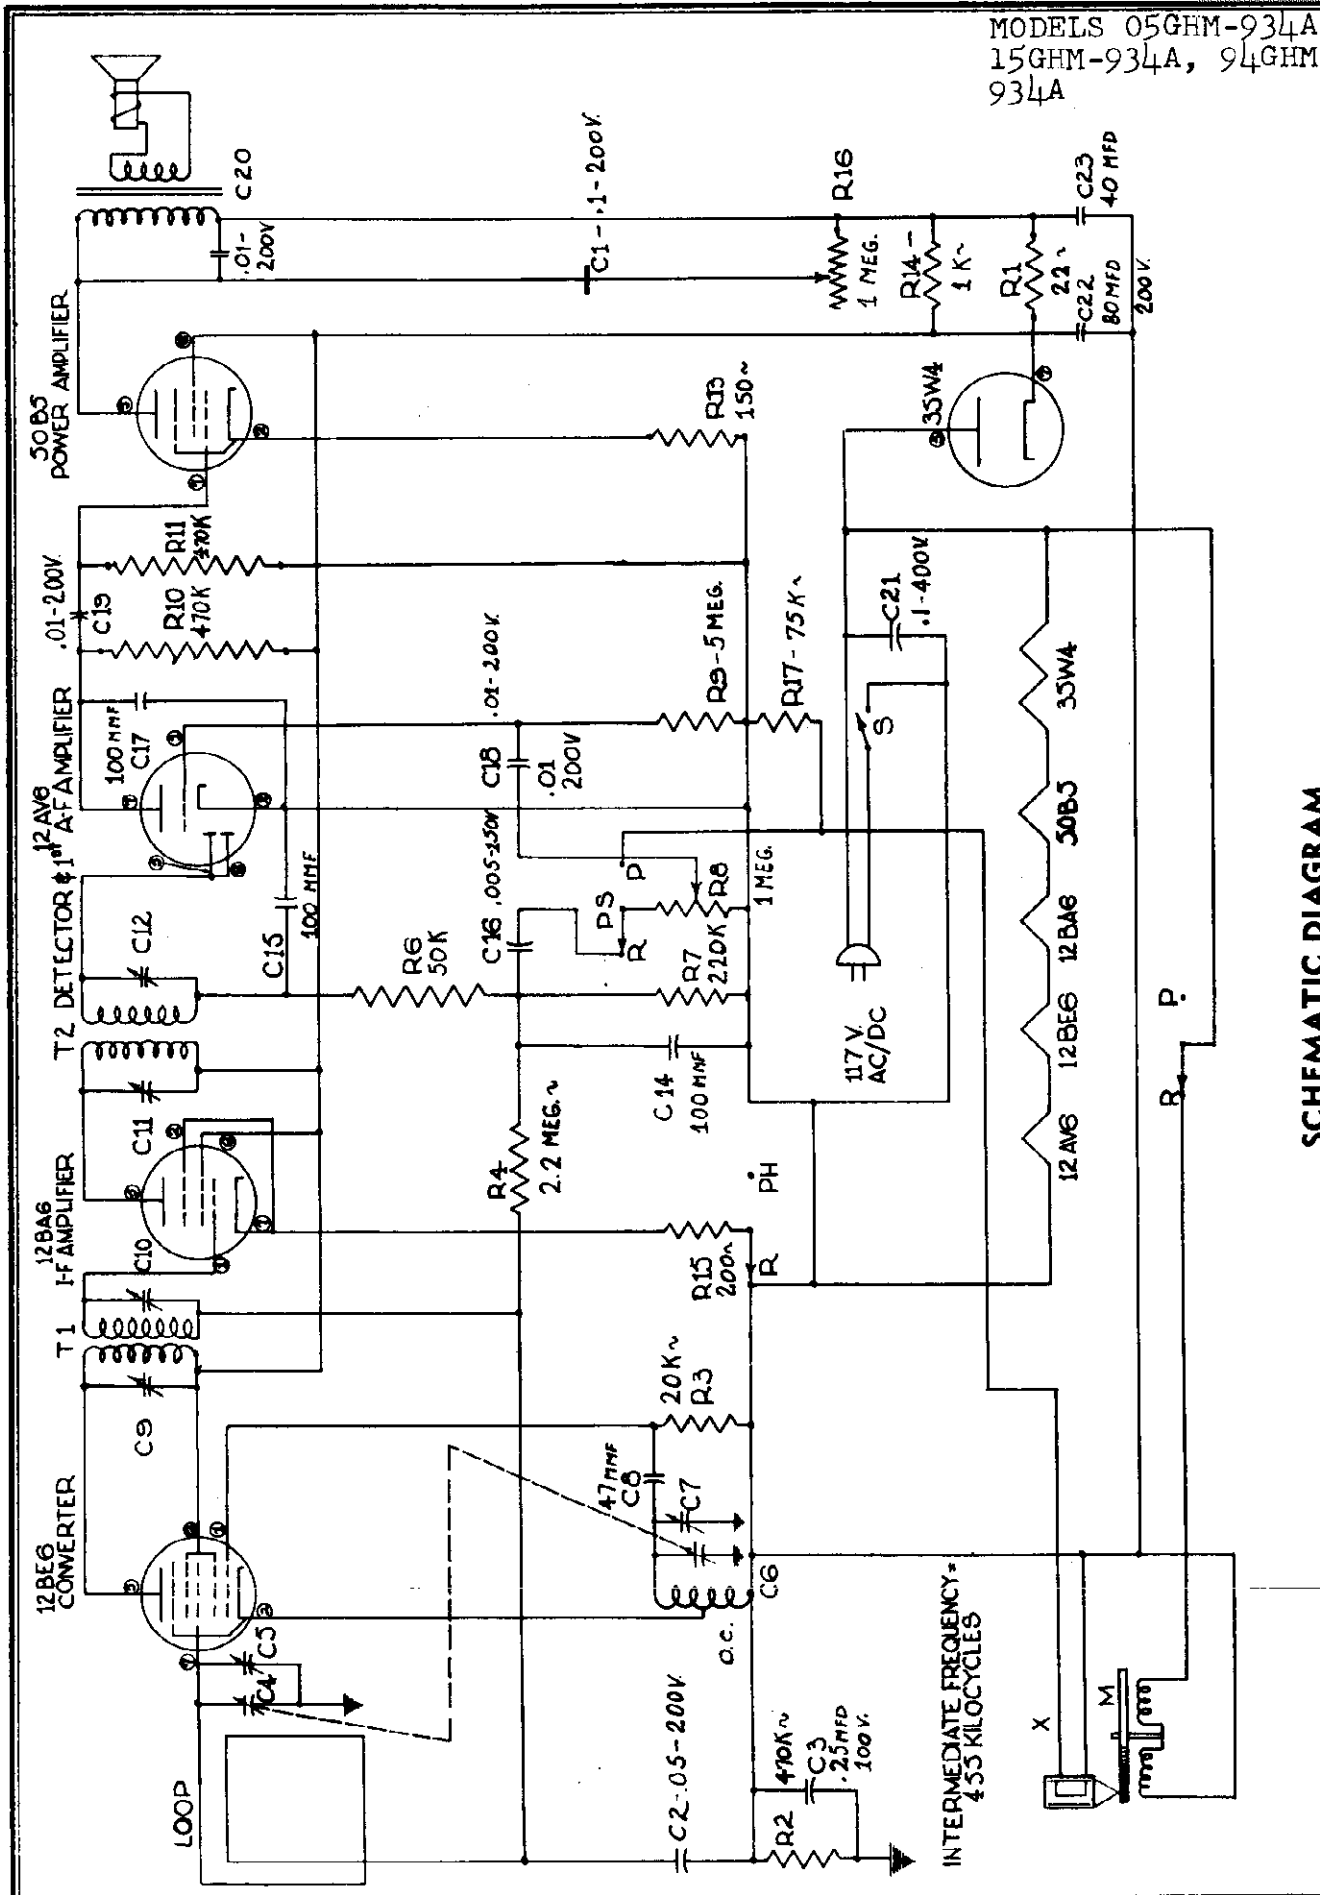 MODELS 05GHM-934A
15GHM-934A, 94GHM
934A
12BE6
CONVERTER
T1
12BA6
I-F AMPLIFIER
T2
12AV6
DETECTOR & 1ST A-F AMPLIFIER
50B5
POWER AMPLIFIER
LOOP
C4
C5
C9
C10
C11
C12
C15
100 MMF
100 MMF
C17
.01-200V.
C19
R10
470K
R11
470K
.01-
200V
C20
C1-.1-200V.
R16
1 MEG.
R14-
1K~
R1
22~
C22
80MFD
C23
40 MFD
200V.
35W4
R13
150~
R9-5 MEG.
R17-75K~
.01-200V.
C18
.01
200V
C16
.005-150V
R6
50K
R4
2.2 MEG.~
C14
100MMF
R7
220K
R8
1 MEG.
PS
P
R
R15
200~
R
PH
20K~
R3
47MMF
C8
C7
C6
O.C.
C2-.05-200V.
R2
470K~
C3
.25MFD
100V.
117 V.
AC/DC
S
C21
.1-400V.
12AV6
12BE6
12BA6
50B5
35W4
R
P.
X
M
INTERMEDIATE FREQUENCY=
455 KILOCYCLES
SCHEMATIC DIAGRAM